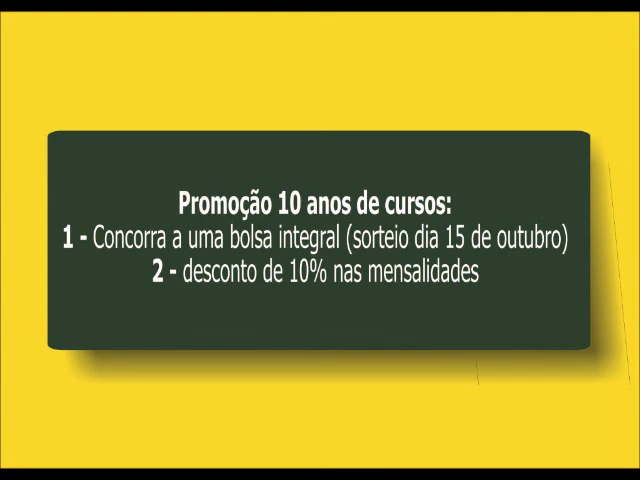 Promoção 10 anos de cursos:
1 - Concorra a uma bolsa integral (sorteio dia 15 de outubro)
2 - desconto de 10% nas mensalidades